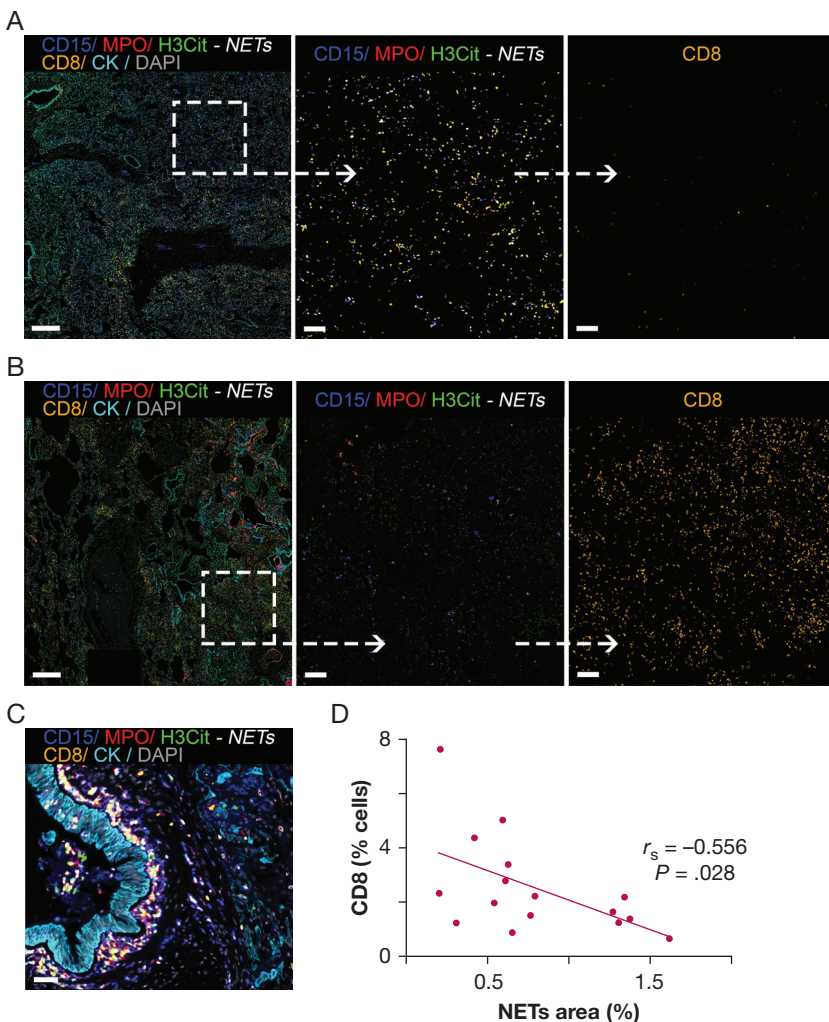 A
CD15/ MPO/ H3Cit - NETs
CD8/ CK / DAPI
CD15/ MPO/ H3Cit - NETs
CD8
B
CD15/ MPO/ H3Cit - NETs
CD8/ CK / DAPI
CD15/ MPO/ H3Cit - NETs
CD8
C
CD15/ MPO/ H3Cit - NETs
CD8/ CK / DAPI
D
8
4
0
CD8 (% cells)
rs = –0.556
P = .028
0.5
1.5
NETs area (%)